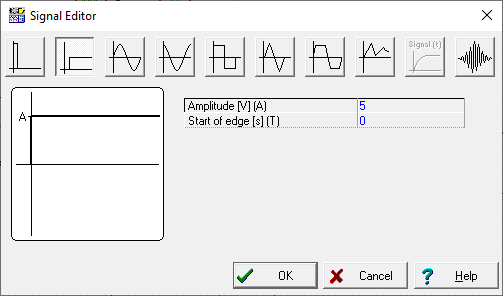 Signal Editor
Signal (t)
A
Amplitude [V] (A) 5
Start of edge [s] (T) 0
OK Cancel ? Help